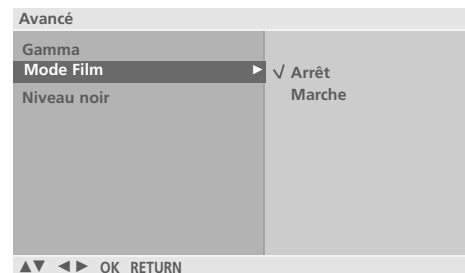 Avancé
Gamma
Mode Film ▶
√ Arrêt
Marche
Niveau noir
▲▼ ◀▶ OK RETURN